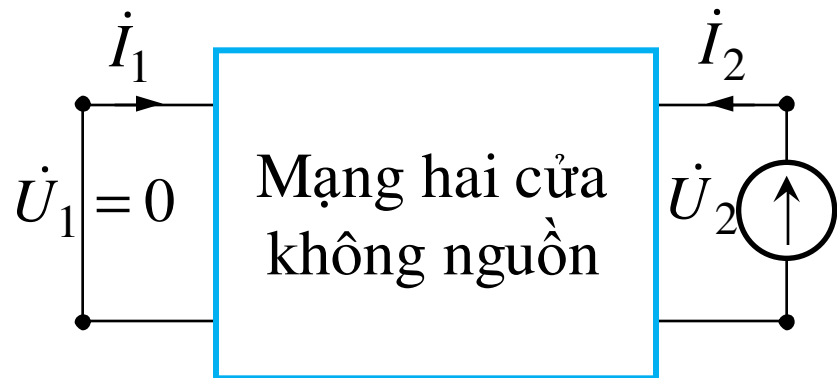 İ₁
İ₂
Mạng hai cửa
không nguồn
U̇₁ = 0
U̇₂